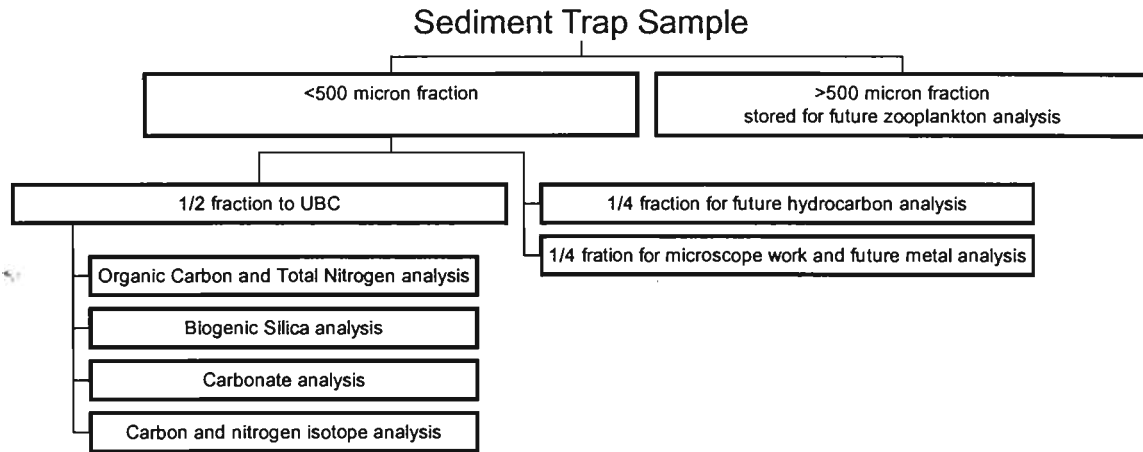 Sediment Trap Sample
<500 micron fraction
>500 micron fraction
stored for future zooplankton analysis
1/2 fraction to UBC
1/4 fraction for future hydrocarbon analysis
1/4 fration for microscope work and future metal analysis
Organic Carbon and Total Nitrogen analysis
Biogenic Silica analysis
Carbonate analysis
Carbon and nitrogen isotope analysis